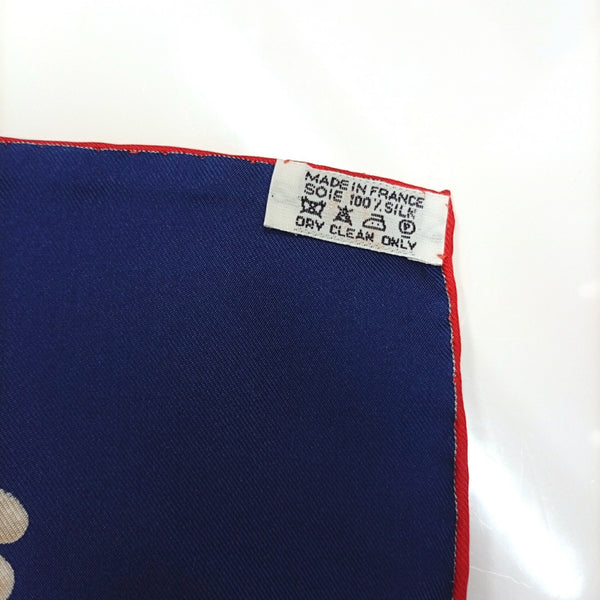 MADE IN FRANCE
SOIE 100% SILK
P
DRY CLEAN ONLY